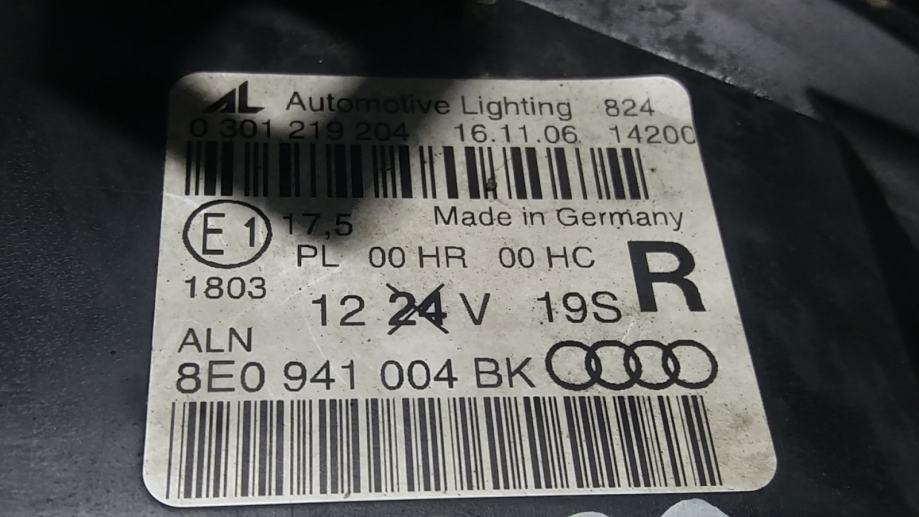 AL Automotive Lighting 824
0 301 219 204 16.11.06 14200
E1 17,5 Made in Germany
PL 00 HR 00 HC R
1803 12 24 V 19S
ALN
8E0 941 004 BK